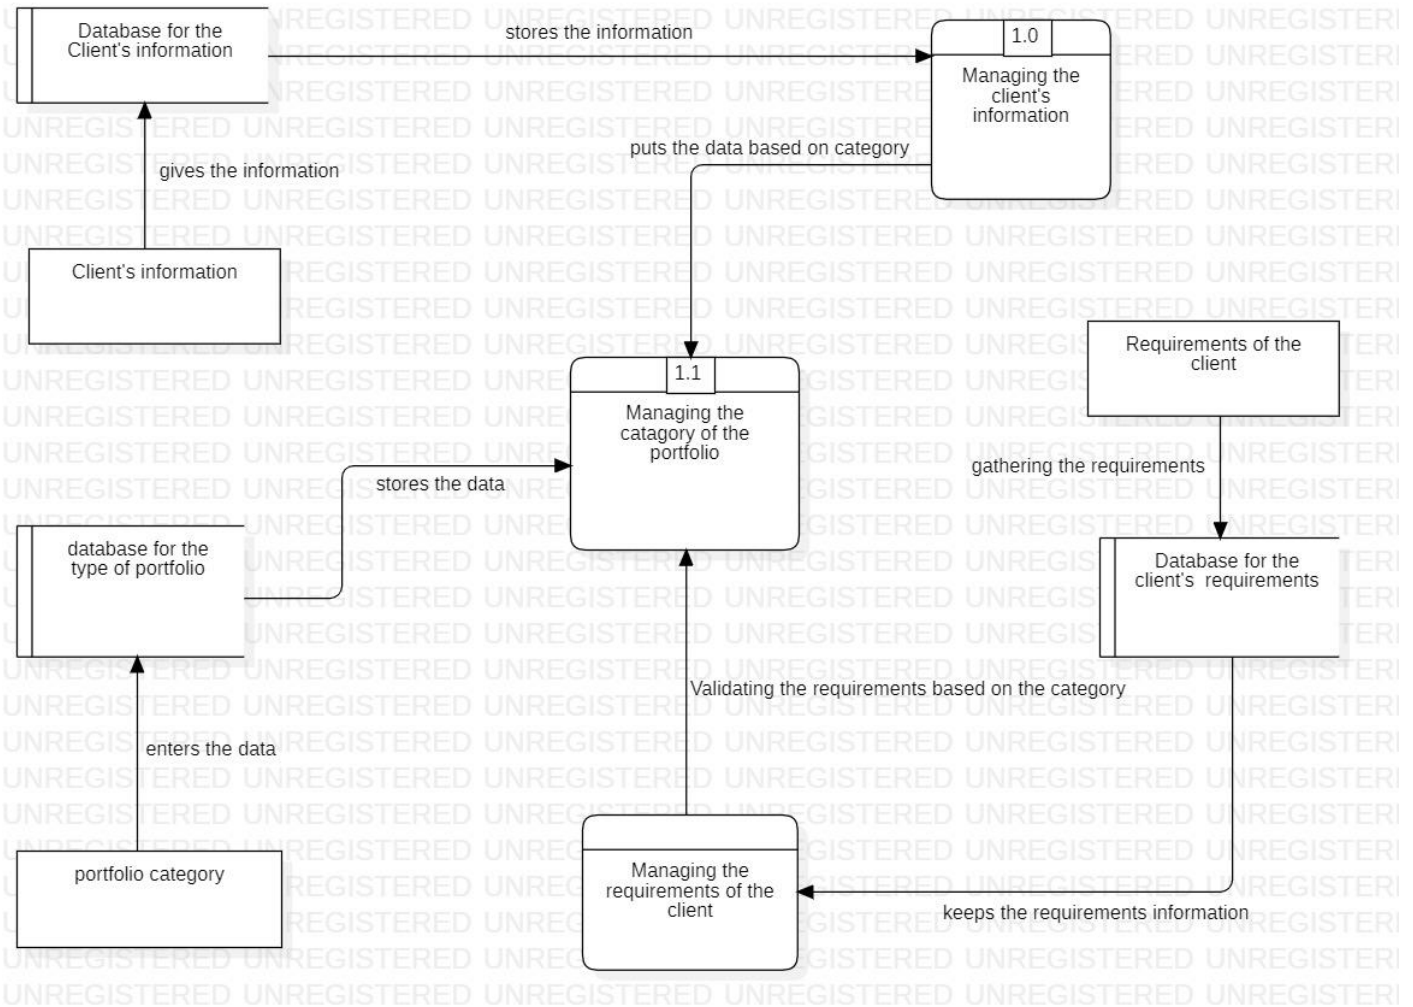 Database for the
Client's information
stores the information
1.0
Managing the
client's
information
puts the data based on category
gives the information
Client's information
Requirements of the
client
1.1
Managing the
catagory of the
portfolio
gathering the requirements
stores the data
database for the
type of portfolio
Database for the
client's  requirements
Validating the requirements based on the category
enters the data
portfolio category
Managing the
requirements of the
client
keeps the requirements information
UNREGISTERED